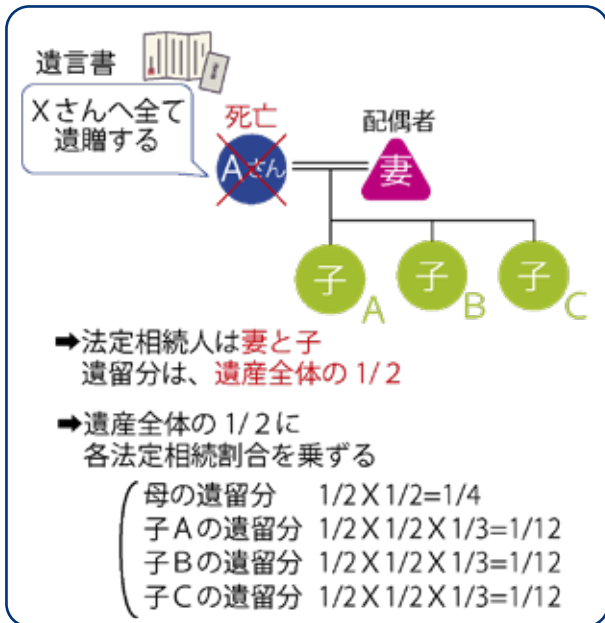 遺言書
Xさんへ全て
遺贈する
死亡
Aさん
配偶者
妻
子
A
子
B
子
C
➡法定相続人は妻と子
遺留分は、遺産全体の1/2
➡遺産全体の1/2に
各法定相続割合を乗ずる
母の遺留分 1/2X1/2=1/4
子Aの遺留分 1/2X1/2X1/3=1/12
子Bの遺留分 1/2X1/2X1/3=1/12
子Cの遺留分 1/2X1/2X1/3=1/12